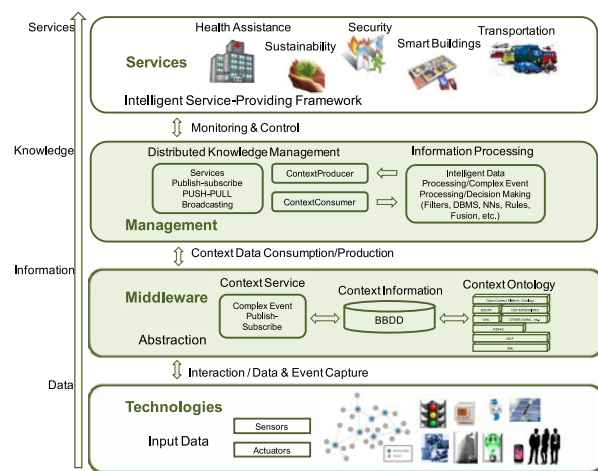 Services
Health Assistance
Security
Transportation
Sustainability
Smart Buildings
Services
Intelligent Service-Providing Framework
Monitoring & Control
Knowledge
Distributed Knowledge Management
Information Processing
Services
Publish-subscribe
PUSH-PULL
Broadcasting
ContextProducer
ContextConsumer
Intelligent Data
Processing/Complex Event
Processing/Decision Making
(Filters, DBMS, NNs, Rules,
Fusion, etc.)
Management
Context Data Consumption/Production
Information
Middleware
Context Service
Context Information
Context Ontology
Complex Event
Publish-
Subscribe
BBDD
Abstraction
Interaction / Data & Event Capture
Data
Technologies
Input Data
Sensors
Actuators